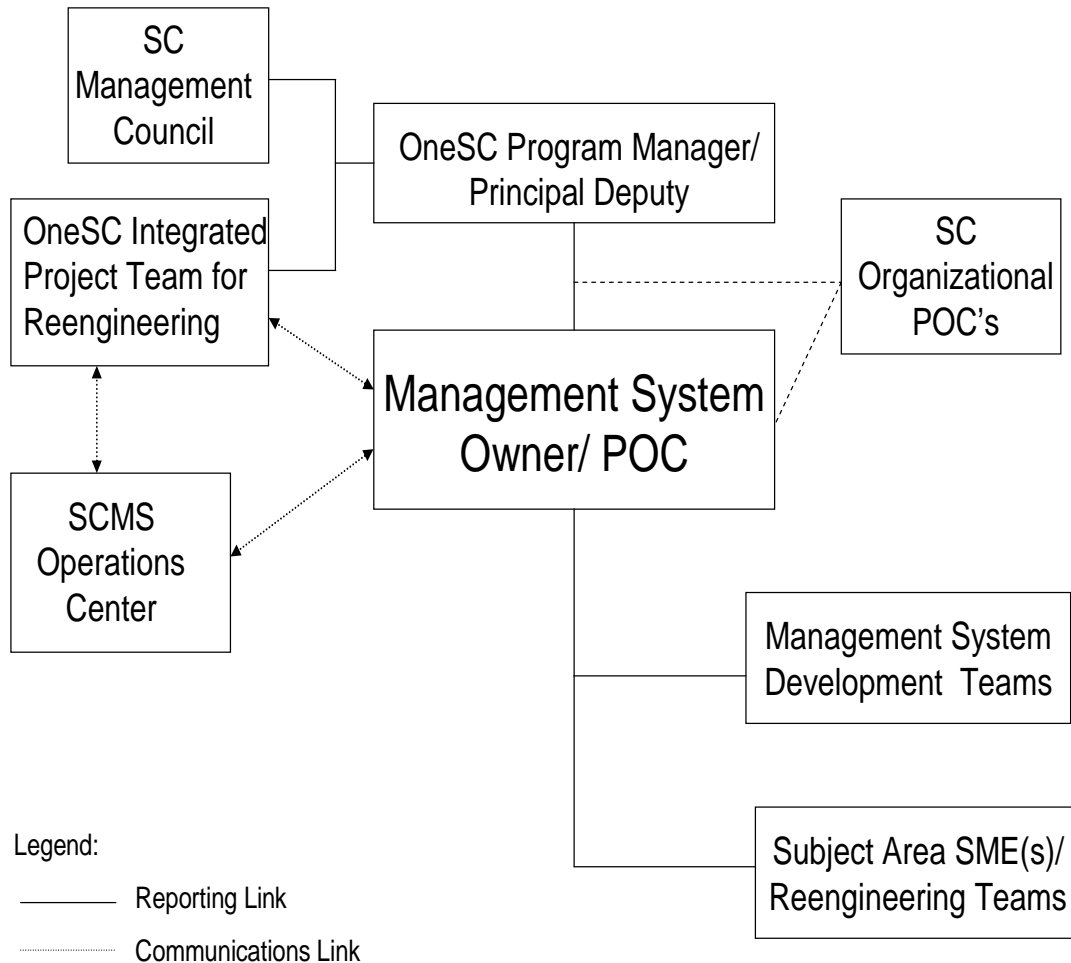 SC
Management
Council
OneSC Program Manager/
Principal Deputy
OneSC Integrated
Project Team for
Reengineering
SC
Organizational
POC's
Management System
Owner/ POC
SCMS
Operations
Center
Management System
Development Teams
Subject Area SME(s)/
Reengineering Teams
Legend:
Reporting Link
Communications Link